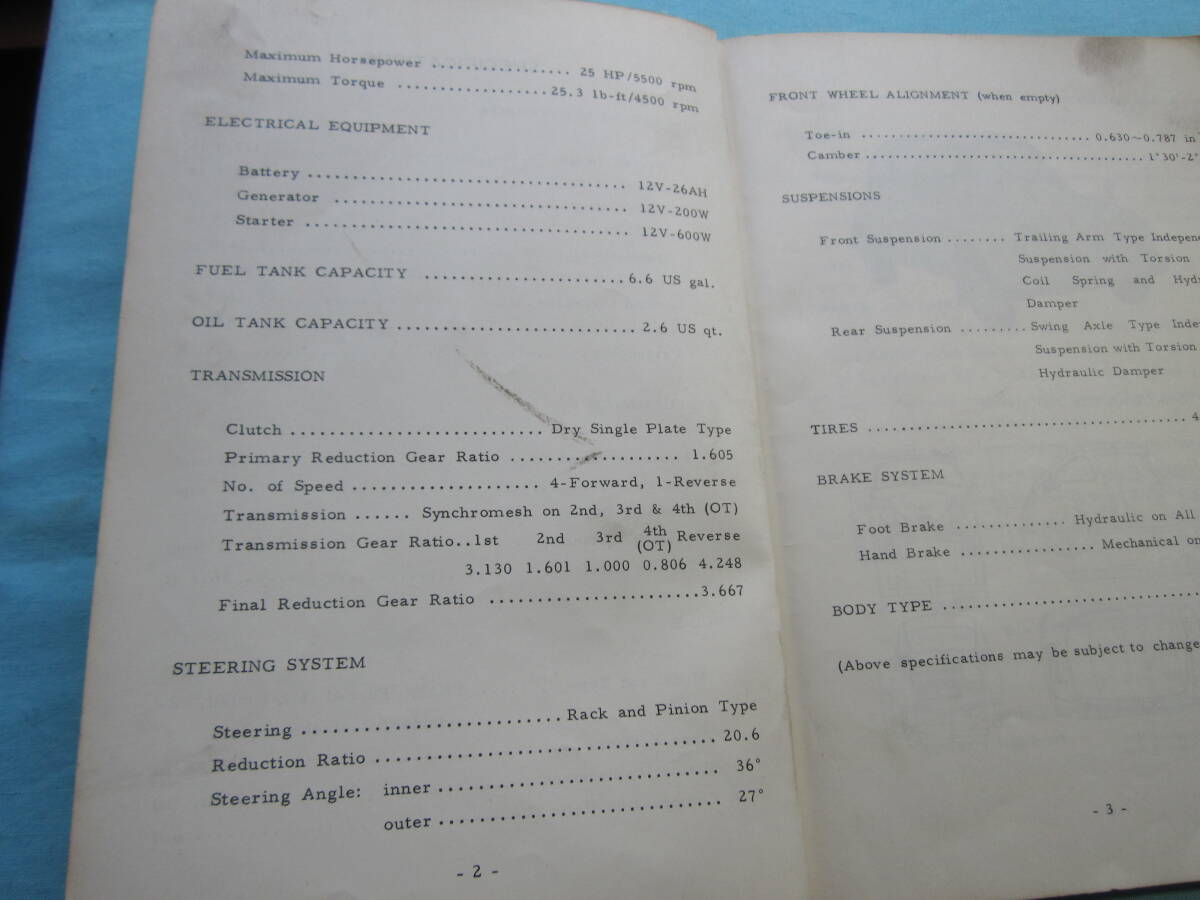 Maximum Horsepower ................. 25 HP/5500 rpm
Maximum Torque .................. 25.3 lb-ft/4500 rpm
ELECTRICAL EQUIPMENT
Battery .................................... 12V-26AH
Generator ................................. 12V-200W
Starter ..................................... 12V-600W
FUEL TANK CAPACITY ...................... 6.6 US gal.
OIL TANK CAPACITY .......................... 2.6 US qt.
TRANSMISSION
Clutch .......................... Dry Single Plate Type
Primary Reduction Gear Ratio .................. 1.605
No. of Speed .................... 4-Forward, 1-Reverse
Transmission ...... Synchromesh on 2nd, 3rd & 4th (OT)
Transmission Gear Ratio..1st 2nd 3rd 4th (OT) Reverse
3.130 1.601 1.000 0.806 4.248
Final Reduction Gear Ratio .......................3.667
STEERING SYSTEM
Steering ..........................Rack and Pinion Type
Reduction Ratio ................................... 20.6
Steering Angle: inner ............................. 36°
outer ............................. 27°
- 2 -
FRONT WHEEL ALIGNMENT (when empty)
Toe-in ............................... 0.630~0.787 in
Camber ..................................... 1°30'-2°
SUSPENSIONS
Front Suspension ........ Trailing Arm Type
Suspension with Torsion
Coil Spring and
Damper
Rear Suspension ......... Swing Axle Type
Suspension with Torsion
Hydraulic Damper
TIRES ...................................... 4
BRAKE SYSTEM
Foot Brake .............. Hydraulic on All
Hand Brake ................. Mechanical on
BODY TYPE ..................................
(Above specifications may be subject to change
- 3 -